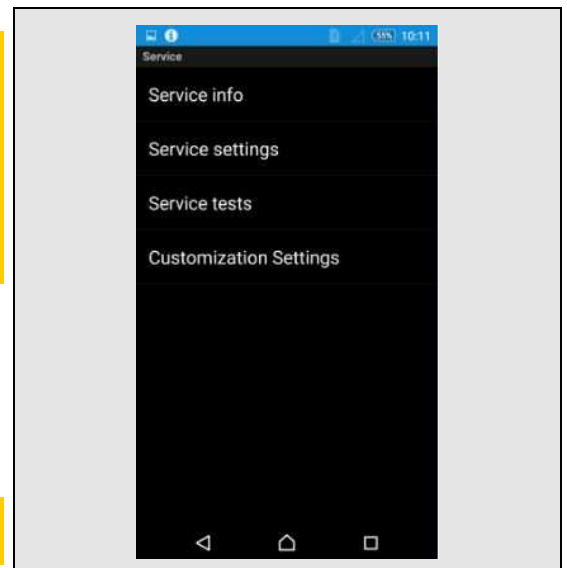 55% 10:11
Service
Service info
Service settings
Service tests
Customization Settings